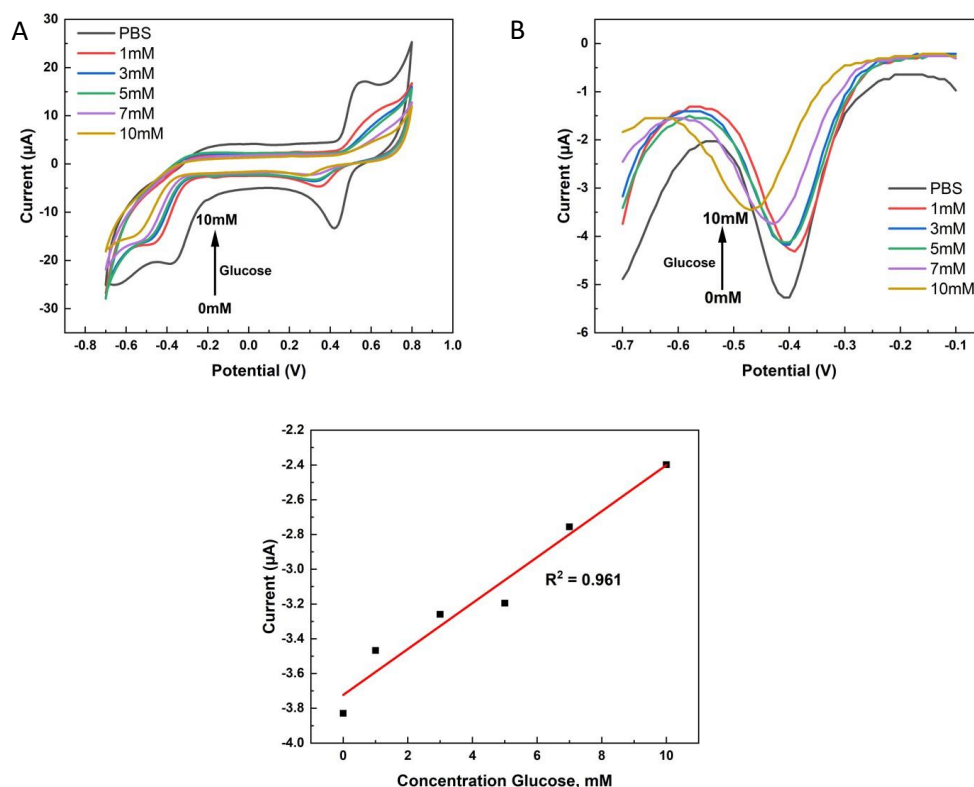 A
PBS
1mM
3mM
5mM
7mM
10mM
10mM
Glucose
0mM
30
20
10
0
-10
-20
-30
Current (µA)
-0.8 -0.6 -0.4 -0.2 0.0 0.2 0.4 0.6 0.8 1.0
Potential (V)
B
0
-1
-2
-3
-4
-5
-6
Current (µA)
10mM
Glucose
0mM
PBS
1mM
3mM
5mM
7mM
10mM
-0.7 -0.6 -0.5 -0.4 -0.3 -0.2 -0.1
Potential (V)
-2.2
-2.4
-2.6
-2.8
-3.0
-3.2
-3.4
-3.6
-3.8
-4.0
Current (µA)
R² = 0.961
0 2 4 6 8 10
Concentration Glucose, mM